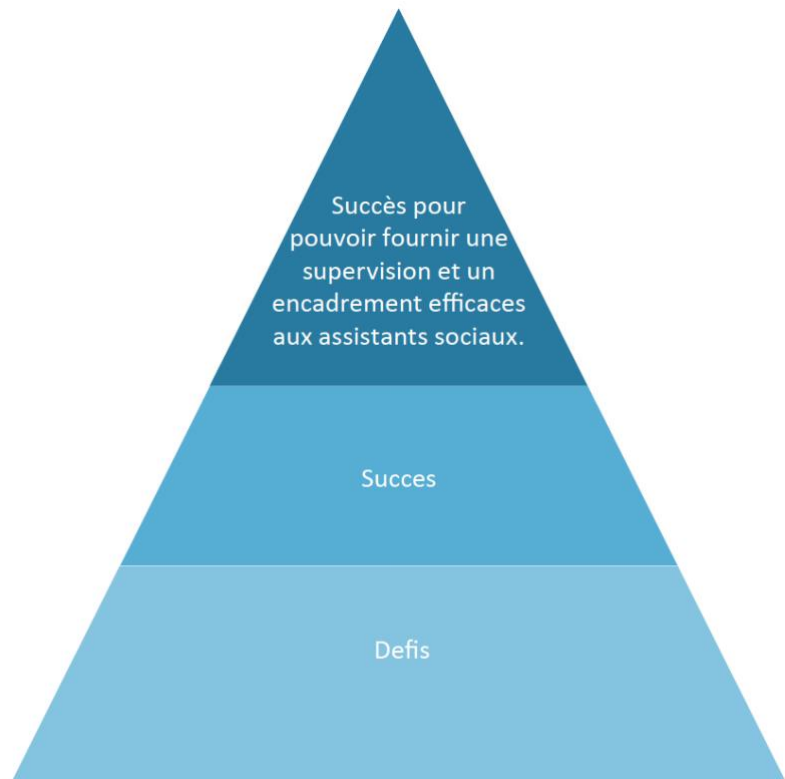 Succès pour
pouvoir fournir une
supervision et un
encadrement efficaces
aux assistants sociaux.
Succes
Defis